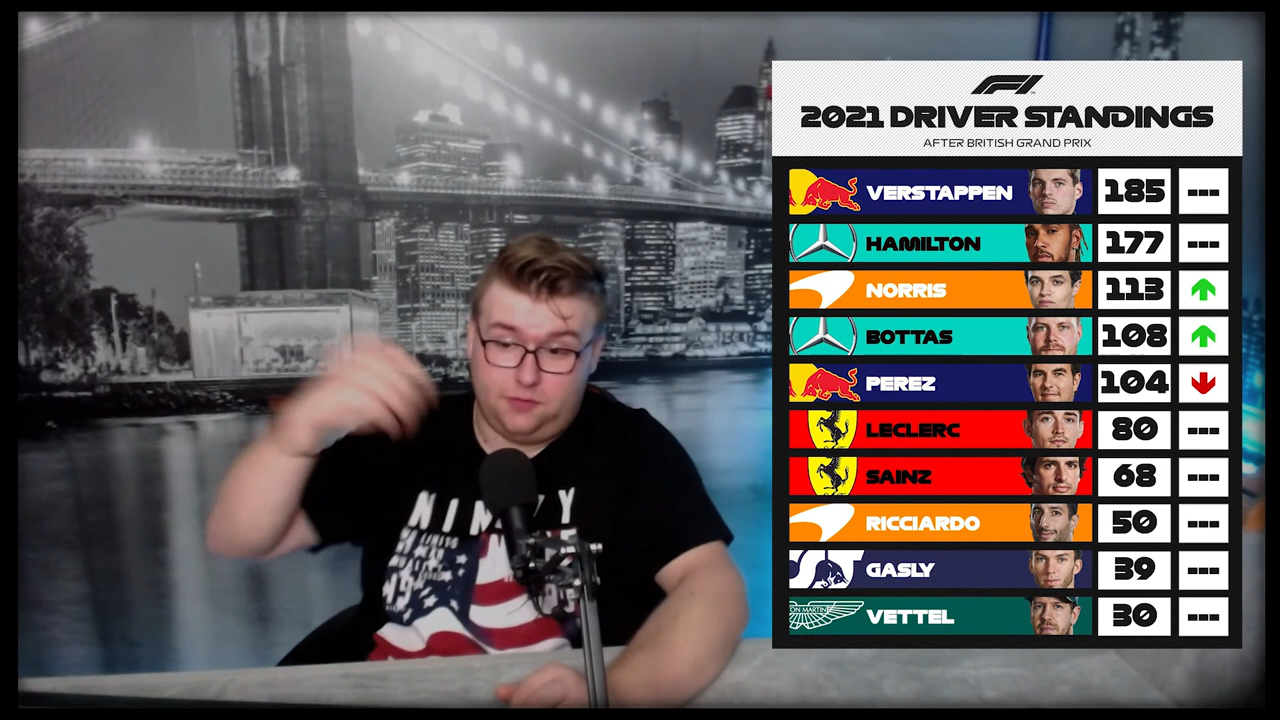 F1
2021 DRIVER STANDINGS
AFTER BRITISH GRAND PRIX
VERSTAPPEN 185 ---
HAMILTON 177 ---
NORRIS 113
BOTTAS 108
PEREZ 104
LECLERC 80 ---
SAINZ 68 ---
RICCIARDO 50 ---
GASLY 39 ---
VETTEL 30 ---